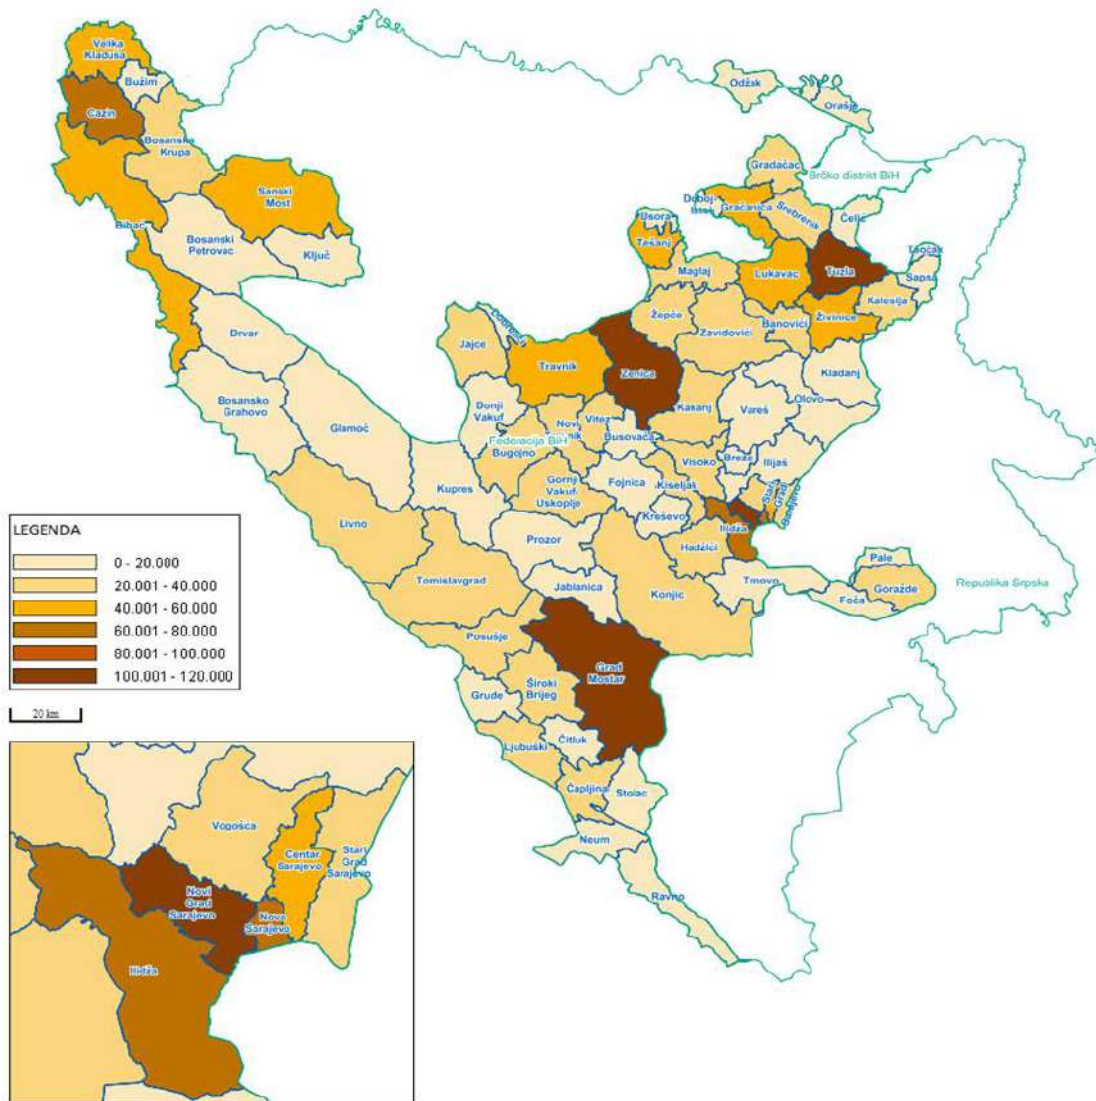 Velika
Kladuša
Bužim
Cazin
Bosanska
Krupa
Odžak
Orašje
Gradačac
Brčko distrikt BiH
Sanski
Most
Doboj-
Gračanica
Srebrenik
Čelić
Bihać
Usora
Tešanj
Bosanski
Petrovac
Ključ
Maglaj
Lukavac
Tuzla
Sapna
Kalesija
Žepče
Zavidovići
Banovići
Živinice
Drvar
Jajce
Travnik
Zenica
Kladanj
Bosansko
Grahovo
Glamoč
Donji
Vakuf
Novi
Vitez
Kakanj
Vareš
Olovo
Federacija BiH
Bugojno
Busovača
Visoko
Breza
Ilijaš
Kupres
Gornji
Vakuf-
Uskoplje
Fojnica
Kiseljak
Stari
Grad
Sarajevo
Kreševo
Livno
Ilidža
Prozor
Hadžići
Pale
Tomislavgrad
Jablanica
Konjic
Trnovo
Foča
Goražde
Republika Srpska
Posušje
Grad
Mostar
Široki
Brijeg
Grude
Čitluk
Ljubuški
Čapljina
Stolac
Neum
Ravno
LEGENDA
0 - 20.000
20.001 - 40.000
40.001 - 60.000
60.001 - 80.000
80.001 - 100.000
100.001 - 120.000
20 km
Vogošća
Centar
Sarajevo
Stari
Grad
Sarajevo
Novi
Grad
Sarajevo
Novo
Sarajevo
Ilidža